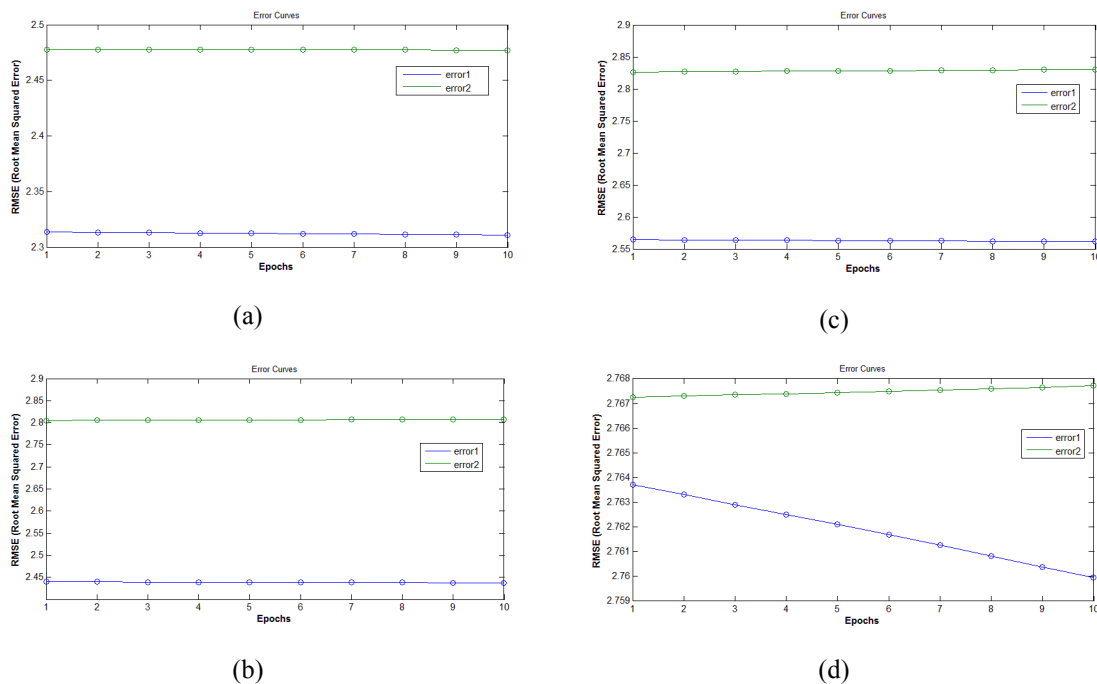 Error Curves
RMSE (Root Mean Squared Error)
2.5
2.45
2.4
2.35
2.3
error1
error2
1 2 3 4 5 6 7 8 9 10
Epochs
(a)
Error Curves
RMSE (Root Mean Squared Error)
2.9
2.85
2.8
2.75
2.7
2.65
2.6
2.55
error1
error2
1 2 3 4 5 6 7 8 9 10
Epochs
(c)
Error Curves
RMSE (Root Mean Squared Error)
2.9
2.85
2.8
2.75
2.7
2.65
2.6
2.55
2.5
2.45
error1
error2
1 2 3 4 5 6 7 8 9 10
Epochs
(b)
Error Curves
RMSE (Root Mean Squared Error)
2.768
2.767
2.766
2.765
2.764
2.763
2.762
2.761
2.76
2.759
error1
error2
1 2 3 4 5 6 7 8 9 10
Epochs
(d)